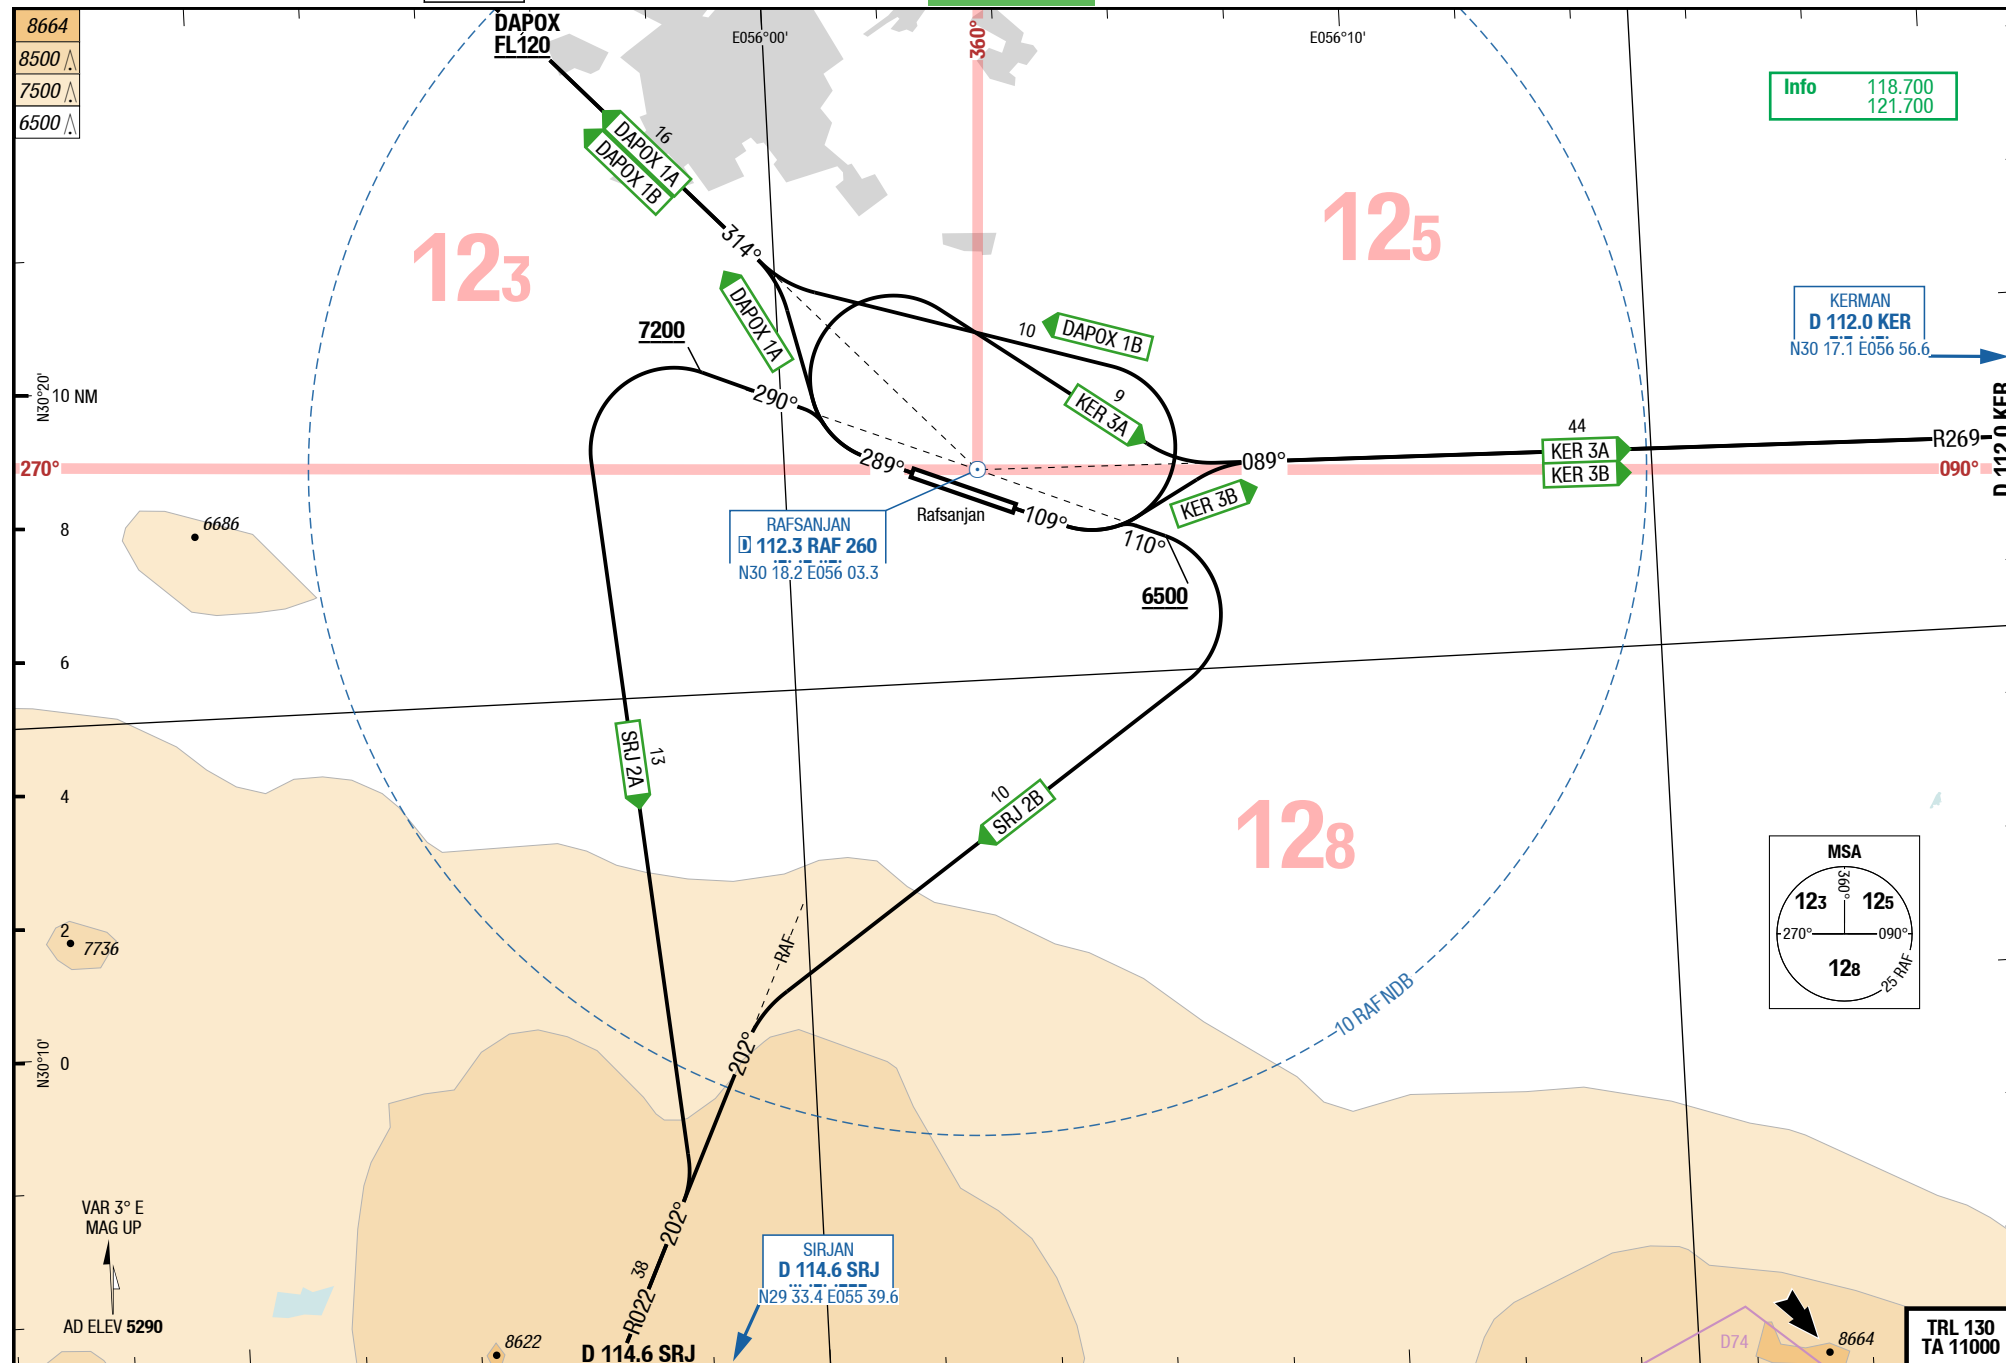 8664
8500
7500
6500
DAPOX
FL120
E056°00'
360°
E056°10'
Info 118.700
121.700
16
DAPOX 1A
DAPOX 1B
314°
123
125
DAPOX 1A
7200
10
DAPOX 1B
KERMAN
D 112.0 KER
N30 17.1 E056 56.6
N30°20'
10 NM
290°
9
KER 3A
44
KER 3A
KER 3B
R269
D 112.0 KER
270°
289°
089°
090°
KER 3B
Rafsanjan
109°
110°
RAFSANJAN
D 112.3 RAF 260
N30 18.2 E056 03.3
8
6686
6500
6
SRJ 2A
13
4
10
SRJ 2B
128
MSA
360°
123
125
270°
090°
128
25 RAF
2
7736
RAF
10 RAF NDB
N30°10'
0
202°
202°
VAR 3° E
MAG UP
AD ELEV 5290
38
R022
D 114.6 SRJ
SIRJAN
D 114.6 SRJ
N29 33.4 E055 39.6
8622
D74
8664
TRL 130
TA 11000